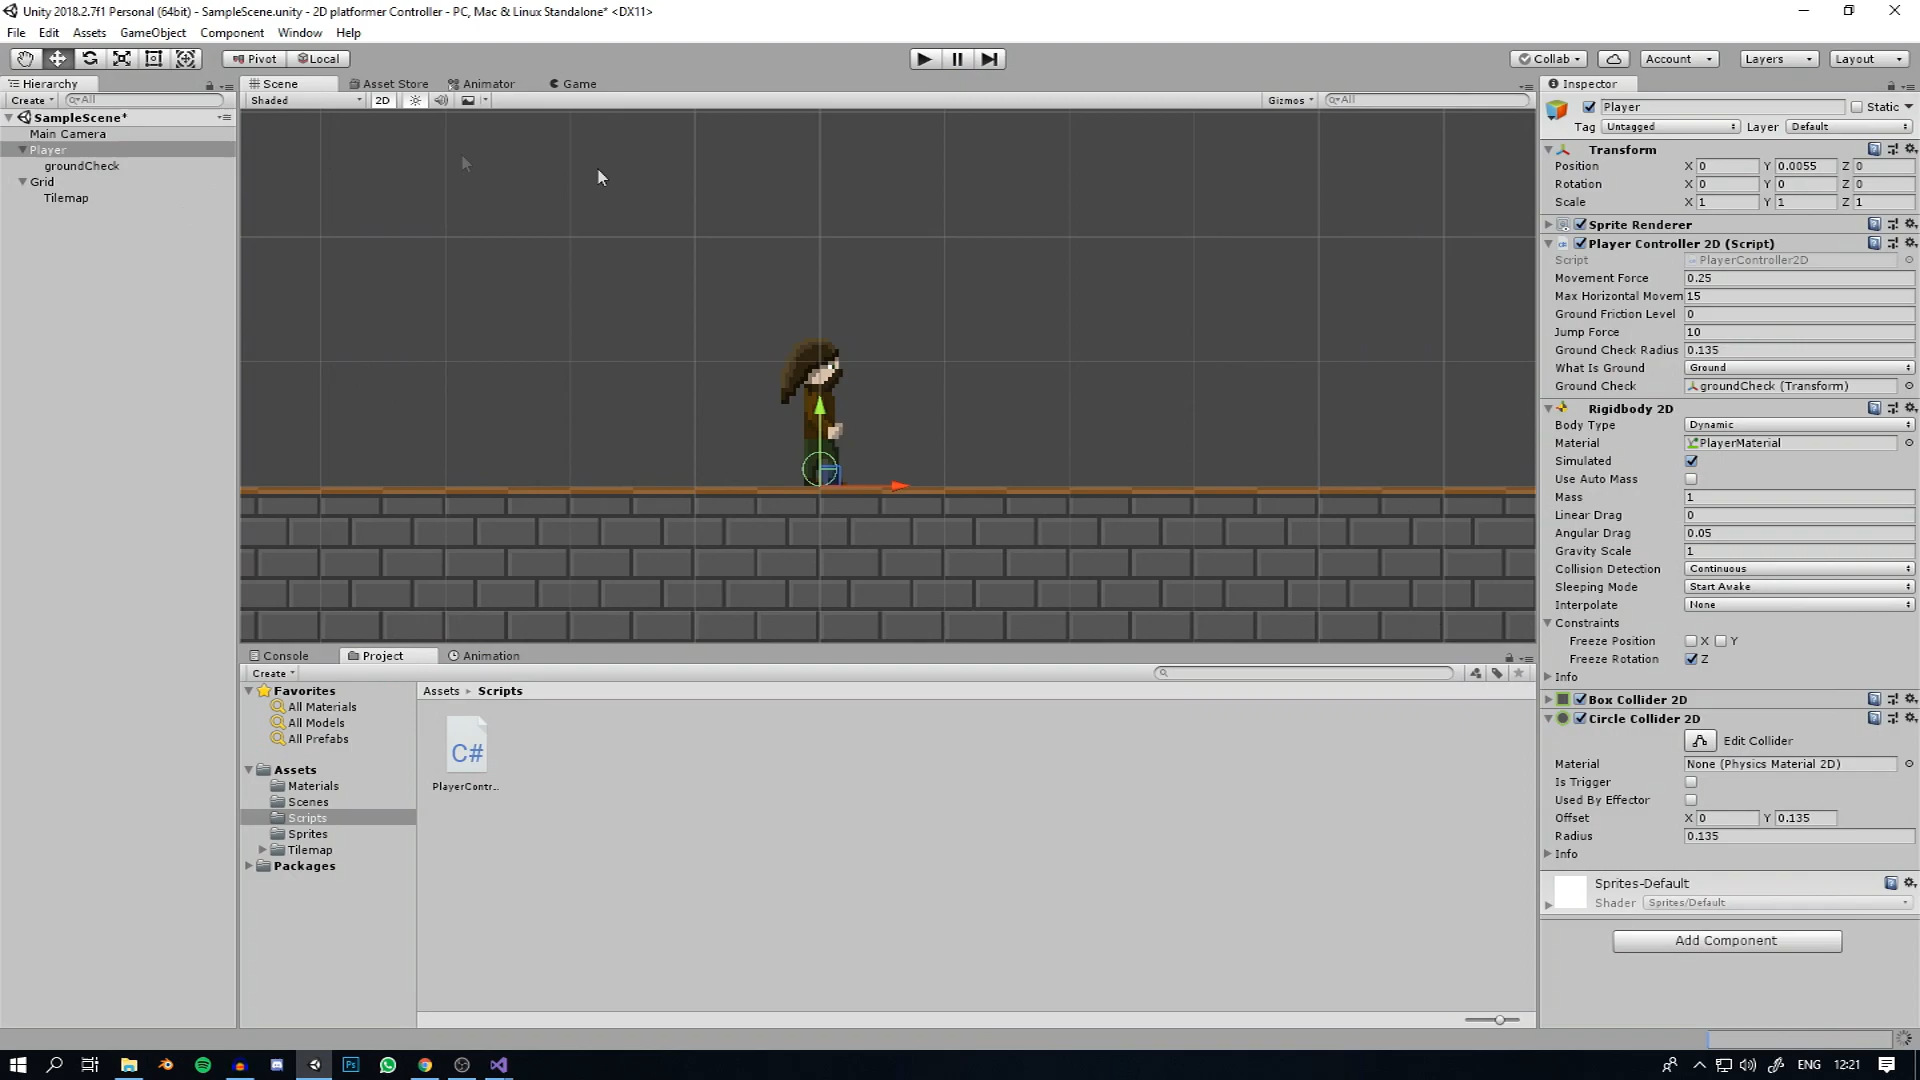 Unity 2018.2.7f1 Personal (64bit) - SampleScene.unity - 2D platformer Controller - PC, Mac & Linux Standalone* <DX11>
File Edit Assets GameObject Component Window Help
Pivot Local Collab Account Layers Layout
Hierarchy
Create All
SampleScene*
Main Camera
Player
groundCheck
Grid
Tilemap
Scene Asset Store Animator Game
Shaded 2D Gizmos All
Console Project Animation
Create
Favorites
All Materials
All Models
All Prefabs
Assets
Materials
Scenes
Scripts
Sprites
Tilemap
Packages
Assets Scripts
C#
PlayerContr...
Inspector
Player Static
Tag Untagged Layer Default
Transform
Position X 0 Y 0.0055 Z 0
Rotation X 0 Y 0 Z 0
Scale X 1 Y 1 Z 1
Sprite Renderer
Player Controller 2D (Script)
Script PlayerController2D
Movement Force 0.25
Max Horizontal Movem 15
Ground Friction Level 0
Jump Force 10
Ground Check Radius 0.135
What Is Ground Ground
Ground Check groundCheck (Transform)
Rigidbody 2D
Body Type Dynamic
Material PlayerMaterial
Simulated
Use Auto Mass
Mass 1
Linear Drag 0
Angular Drag 0.05
Gravity Scale 1
Collision Detection Continuous
Sleeping Mode Start Awake
Interpolate None
Constraints
Freeze Position X Y
Freeze Rotation Z
Info
Box Collider 2D
Circle Collider 2D
Edit Collider
Material None (Physics Material 2D)
Is Trigger
Used By Effector
Offset X 0 Y 0.135
Radius 0.135
Info
Sprites-Default
Shader Sprites/Default
Add Component
Ps ENG 12:21